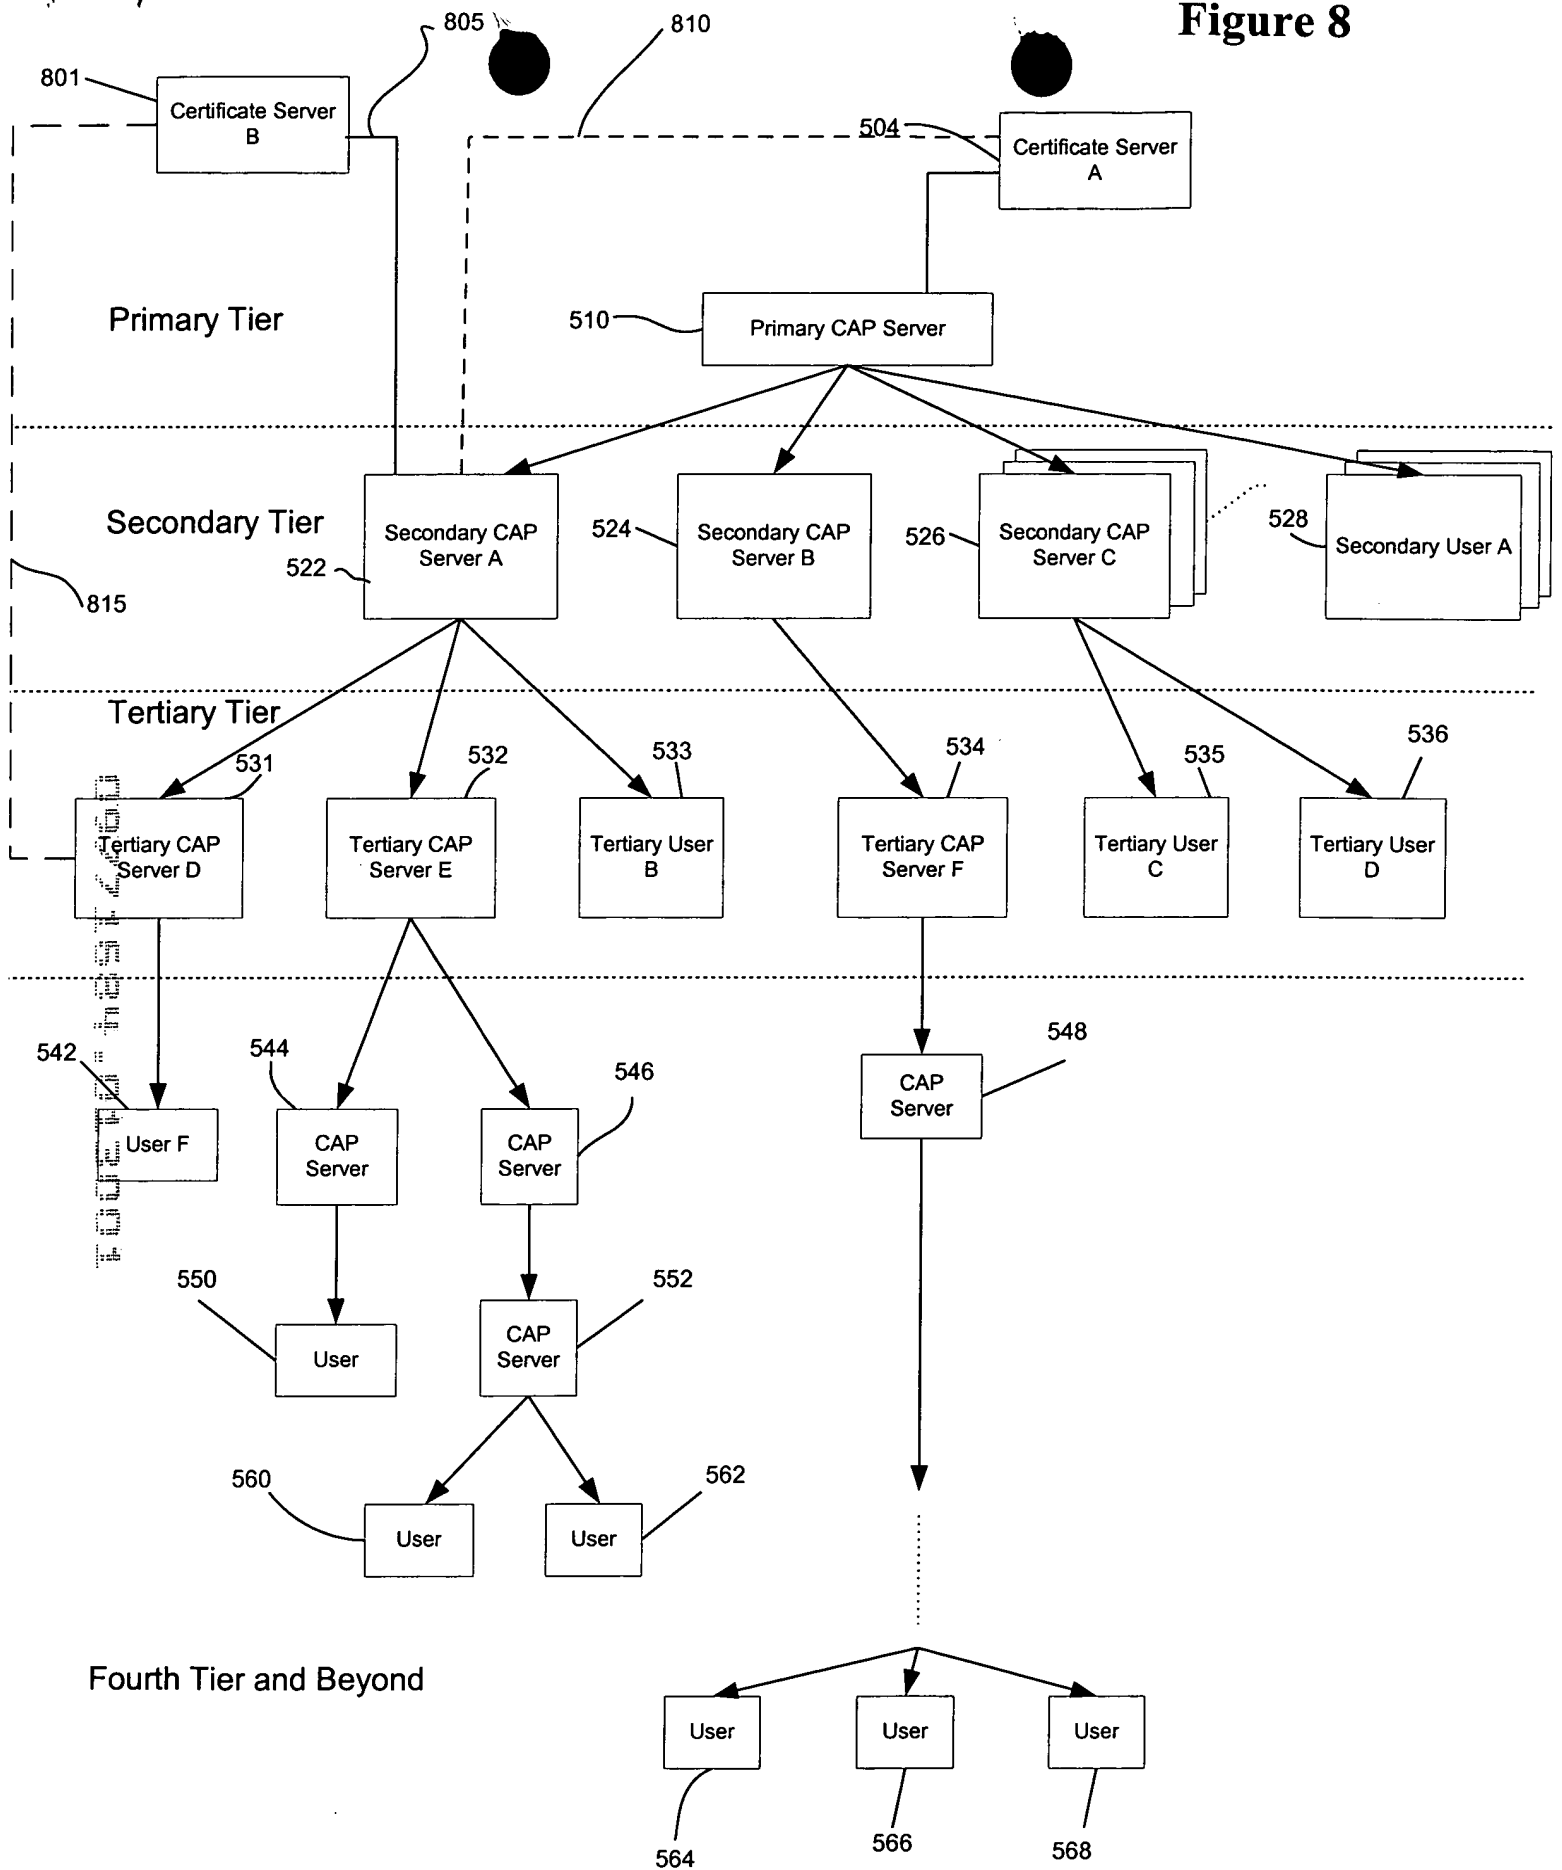 Figure 8
805
810
801
Certificate Server
B
504
Certificate Server
A
Primary Tier
510
Primary CAP Server
Secondary Tier
522
Secondary CAP
Server A
524
Secondary CAP
Server B
526
Secondary CAP
Server C
528
Secondary User A
815
Tertiary Tier
531
532
533
534
535
536
Tertiary CAP
Server D
Tertiary CAP
Server E
Tertiary User
B
Tertiary CAP
Server F
Tertiary User
C
Tertiary User
D
542
544
546
548
User F
CAP
Server
CAP
Server
CAP
Server
550
552
User
CAP
Server
560
562
User
User
Fourth Tier and Beyond
User
User
User
564
566
568